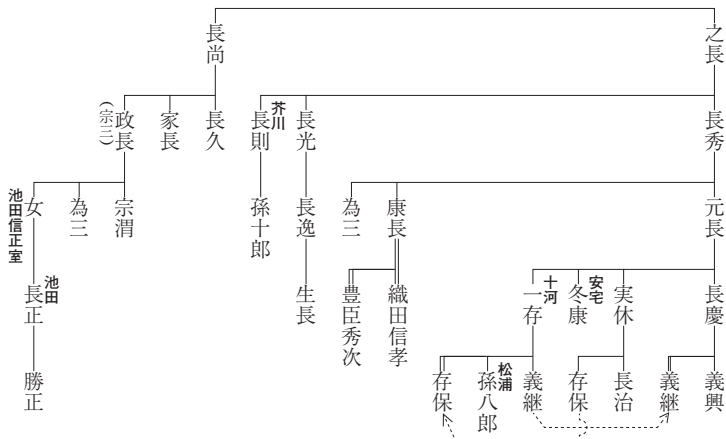 之長
長尚
長秀
長光
芥川
長則
長久
家長
政長
(宗三)
元長
康長
為三
長逸
孫十郎
宗渭
為三
女
池田信正室
長慶
実休
安宅
冬康
十河
一存
織田信孝
豊臣秀次
生長
池田
長正
義興
義継
長治
存保
義継
松浦
孫八郎
存保
勝正